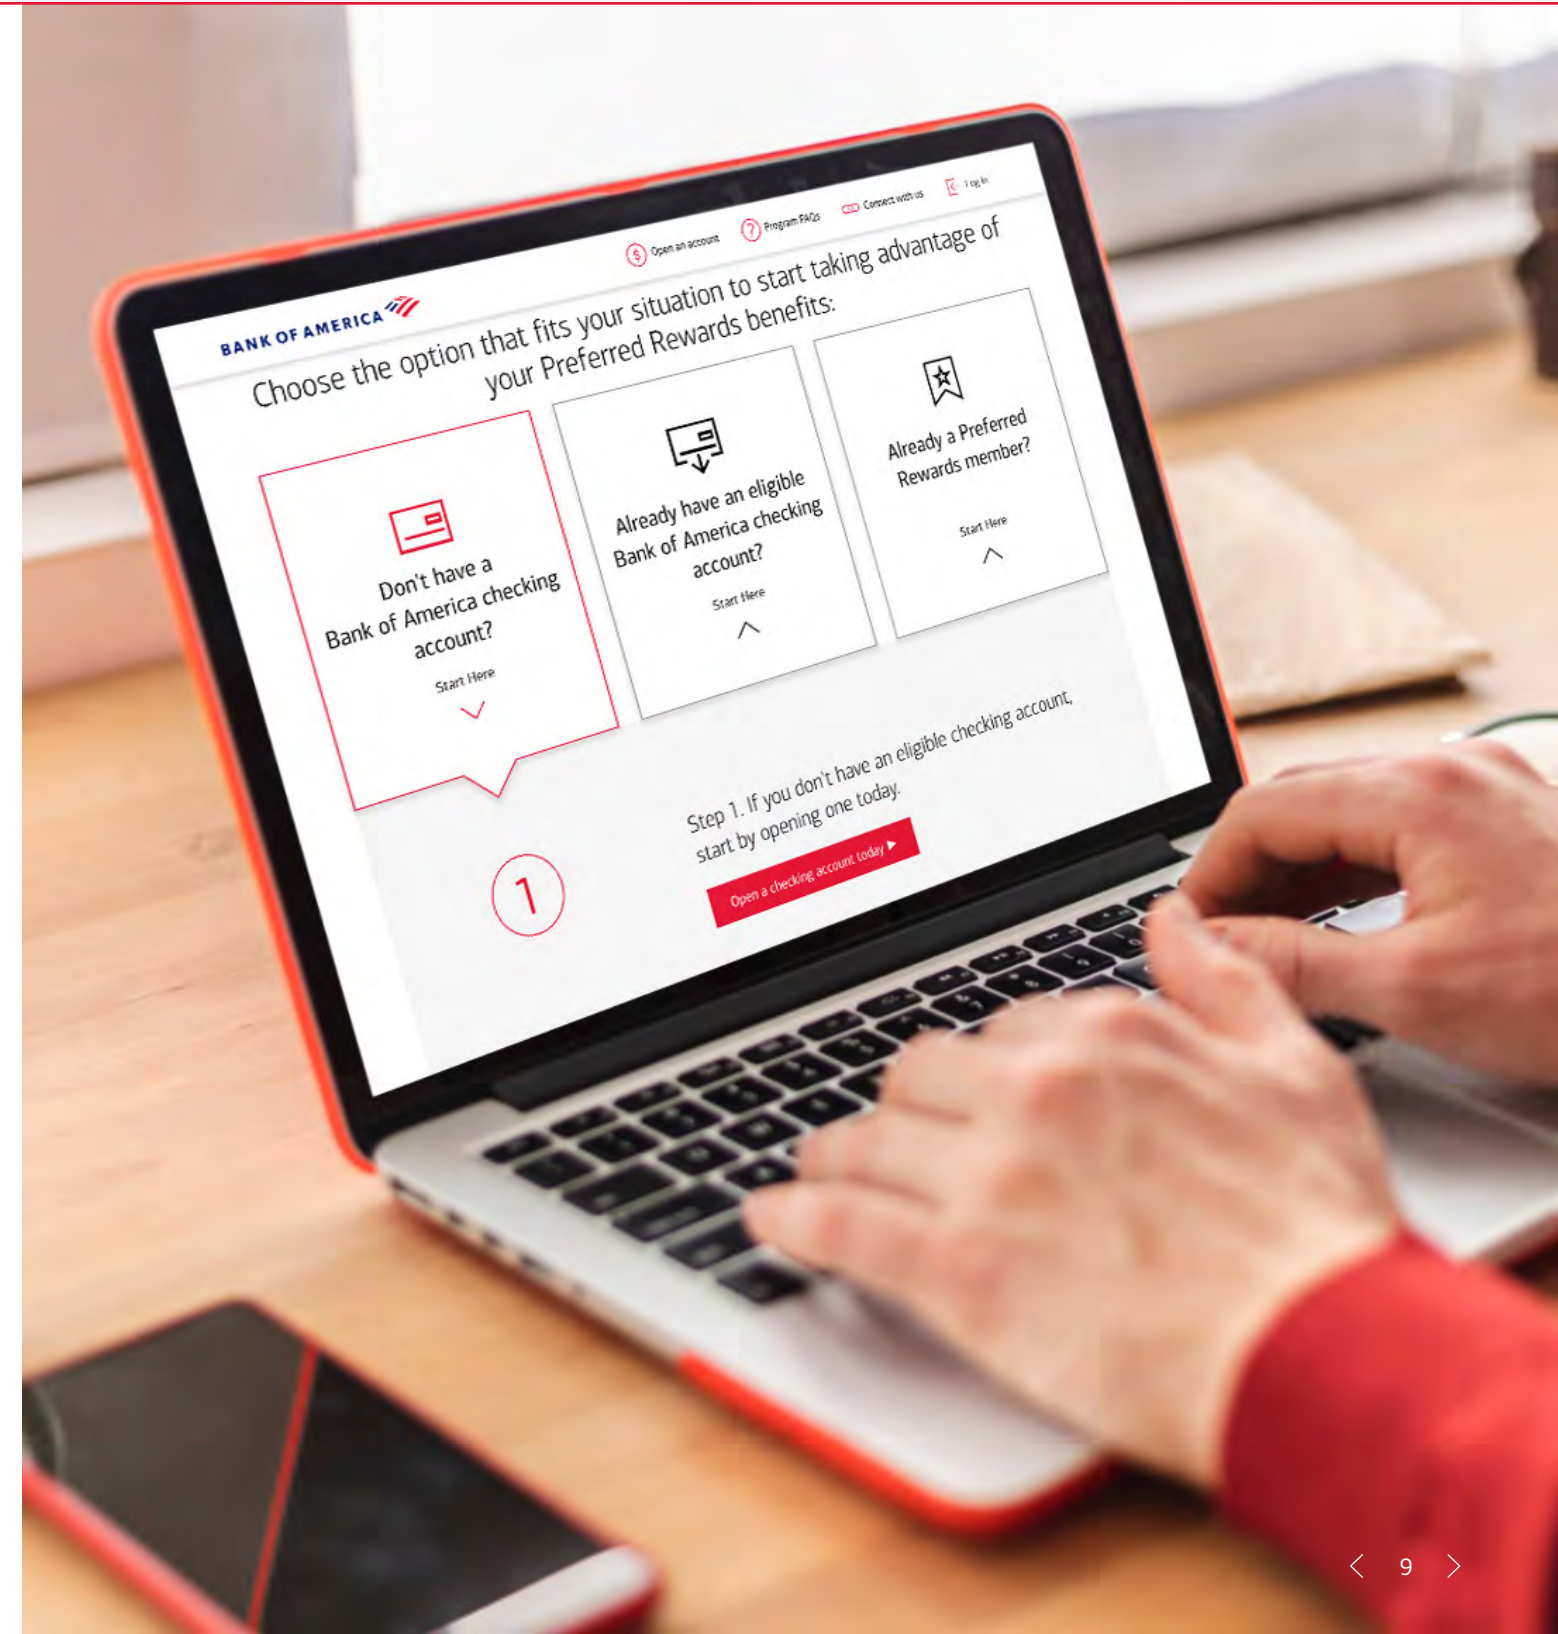 Open an account
Program FAQs
Connect with us
Log In
BANK OF AMERICA
Choose the option that fits your situation to start taking advantage of
your Preferred Rewards benefits:
Don't have a
Bank of America checking
account?
Start Here
Already have an eligible
Bank of America checking
account?
Start Here
Already a Preferred
Rewards member?
Start Here
1
Step 1. If you don't have an eligible checking account,
start by opening one today.
Open a checking account today
9